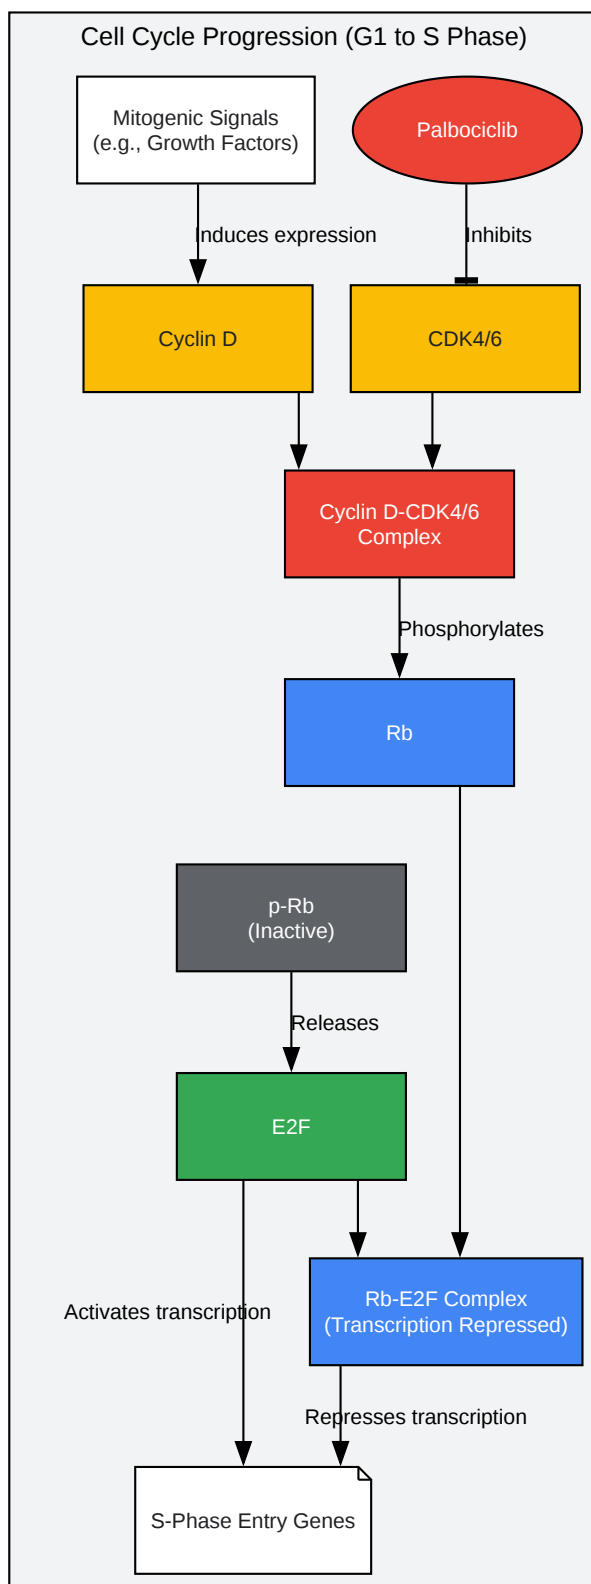 Cell Cycle Progression (G1 to S Phase)
Mitogenic Signals
(e.g., Growth Factors)
Palbociclib
Induces expression
Inhibits
Cyclin D
CDK4/6
Cyclin D-CDK4/6
Complex
Phosphorylates
Rb
p-Rb
(Inactive)
Releases
E2F
Rb-E2F Complex
(Transcription Repressed)
Activates transcription
Represses transcription
S-Phase Entry Genes